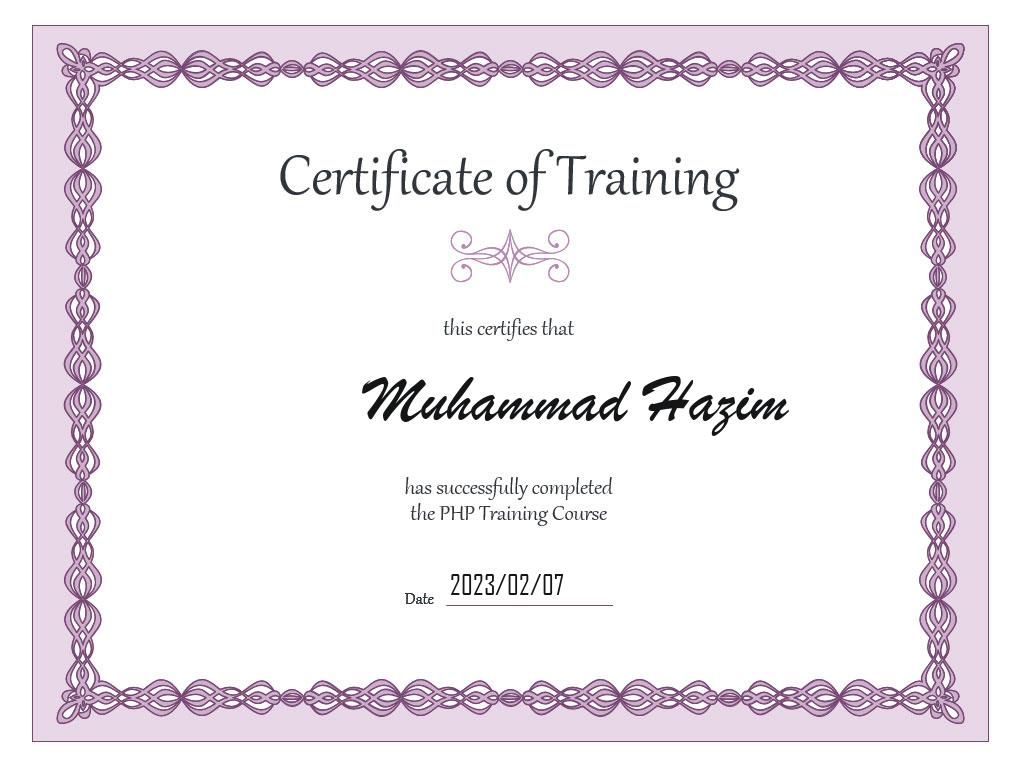 Certificate of Training
this certifies that
Muhammad Hazim
has successfully completed
the PHP Training Course
Date 2023/02/07